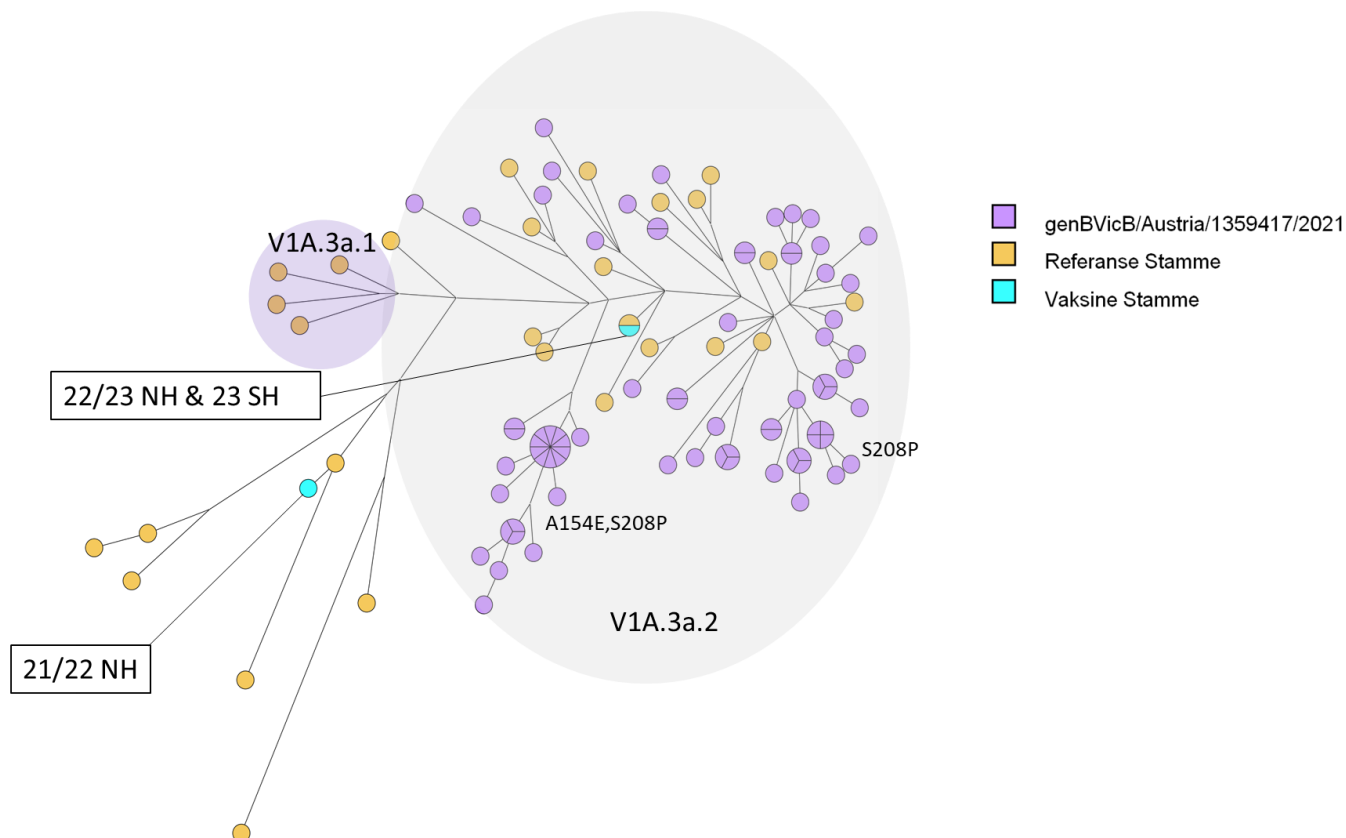 V1A.3a.1
genBVicB/Austria/1359417/2021
Referanse Stamme
Vaksine Stamme
22/23 NH & 23 SH
S208P
A154E,S208P
V1A.3a.2
21/22 NH